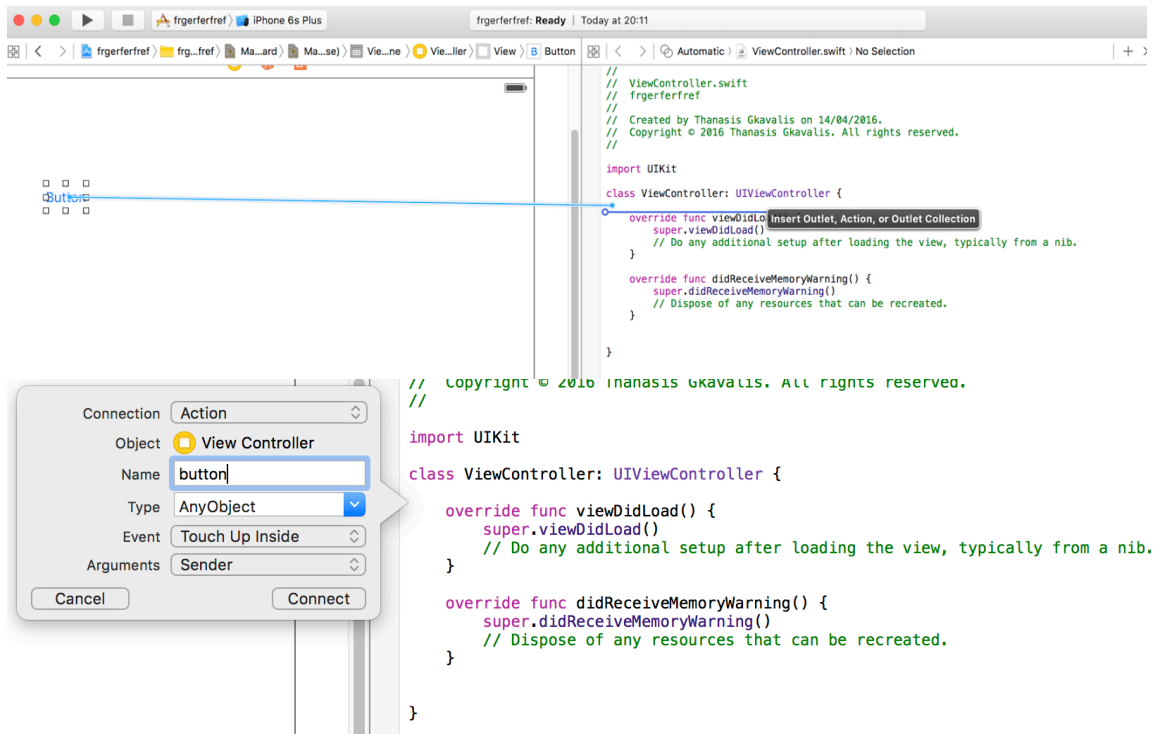 frgerferfref iPhone 6s Plus frgerferfref: Ready | Today at 20:11
frgerferfref frg...fref Ma...ard Ma...se) Vie...ne Vie...ller View B Button Automatic ViewController.swift No Selection
//
// ViewController.swift
// frgerferfref
//
// Created by Thanasis Gkavalis on 14/04/2016.
// Copyright © 2016 Thanasis Gkavalis. All rights reserved.
//
import UIKit
class ViewController: UIViewController {
Button
override func viewDidLo
Insert Outlet, Action, or Outlet Collection
super.viewDidLoad()
// Do any additional setup after loading the view, typically from a nib.
}
override func didReceiveMemoryWarning() {
super.didReceiveMemoryWarning()
// Dispose of any resources that can be recreated.
}
}
Connection Action
Object View Controller
Name button
Type AnyObject
Event Touch Up Inside
Arguments Sender
Cancel Connect
// Copyright © 2016 Thanasis Gkavalis. All rights reserved.
//
import UIKit
class ViewController: UIViewController {
override func viewDidLoad() {
super.viewDidLoad()
// Do any additional setup after loading the view, typically from a nib.
}
override func didReceiveMemoryWarning() {
super.didReceiveMemoryWarning()
// Dispose of any resources that can be recreated.
}
}